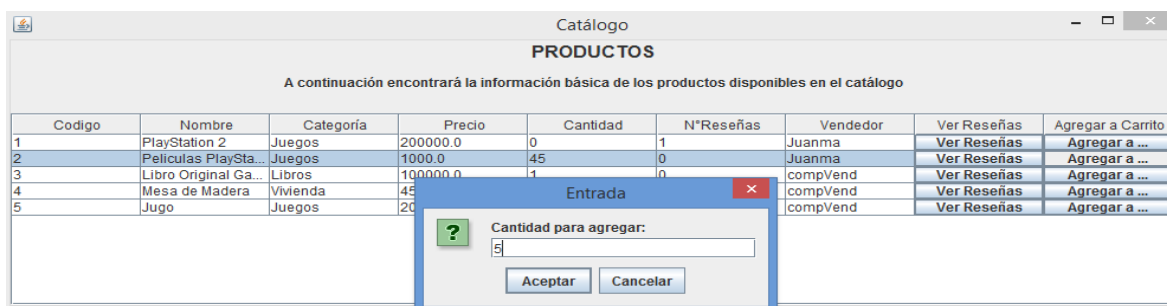 Catálogo
PRODUCTOS
A continuación encontrará la información básica de los productos disponibles en el catálogo
Codigo Nombre Categoría Precio Cantidad N°Reseñas Vendedor Ver Reseñas Agregar a Carrito
1 PlayStation 2 Juegos 200000.0 0 1 Juanma Ver Reseñas Agregar a ...
2 Peliculas PlaySta... Juegos 1000.0 45 0 Juanma Ver Reseñas Agregar a ...
3 Libro Original Ga... Libros 100000.0 1 0 compVend Ver Reseñas Agregar a ...
4 Mesa de Madera Vivienda 45 compVend Ver Reseñas Agregar a ...
5 Jugo Juegos 20 compVend Ver Reseñas Agregar a ...
Entrada
Cantidad para agregar:
5
Aceptar Cancelar